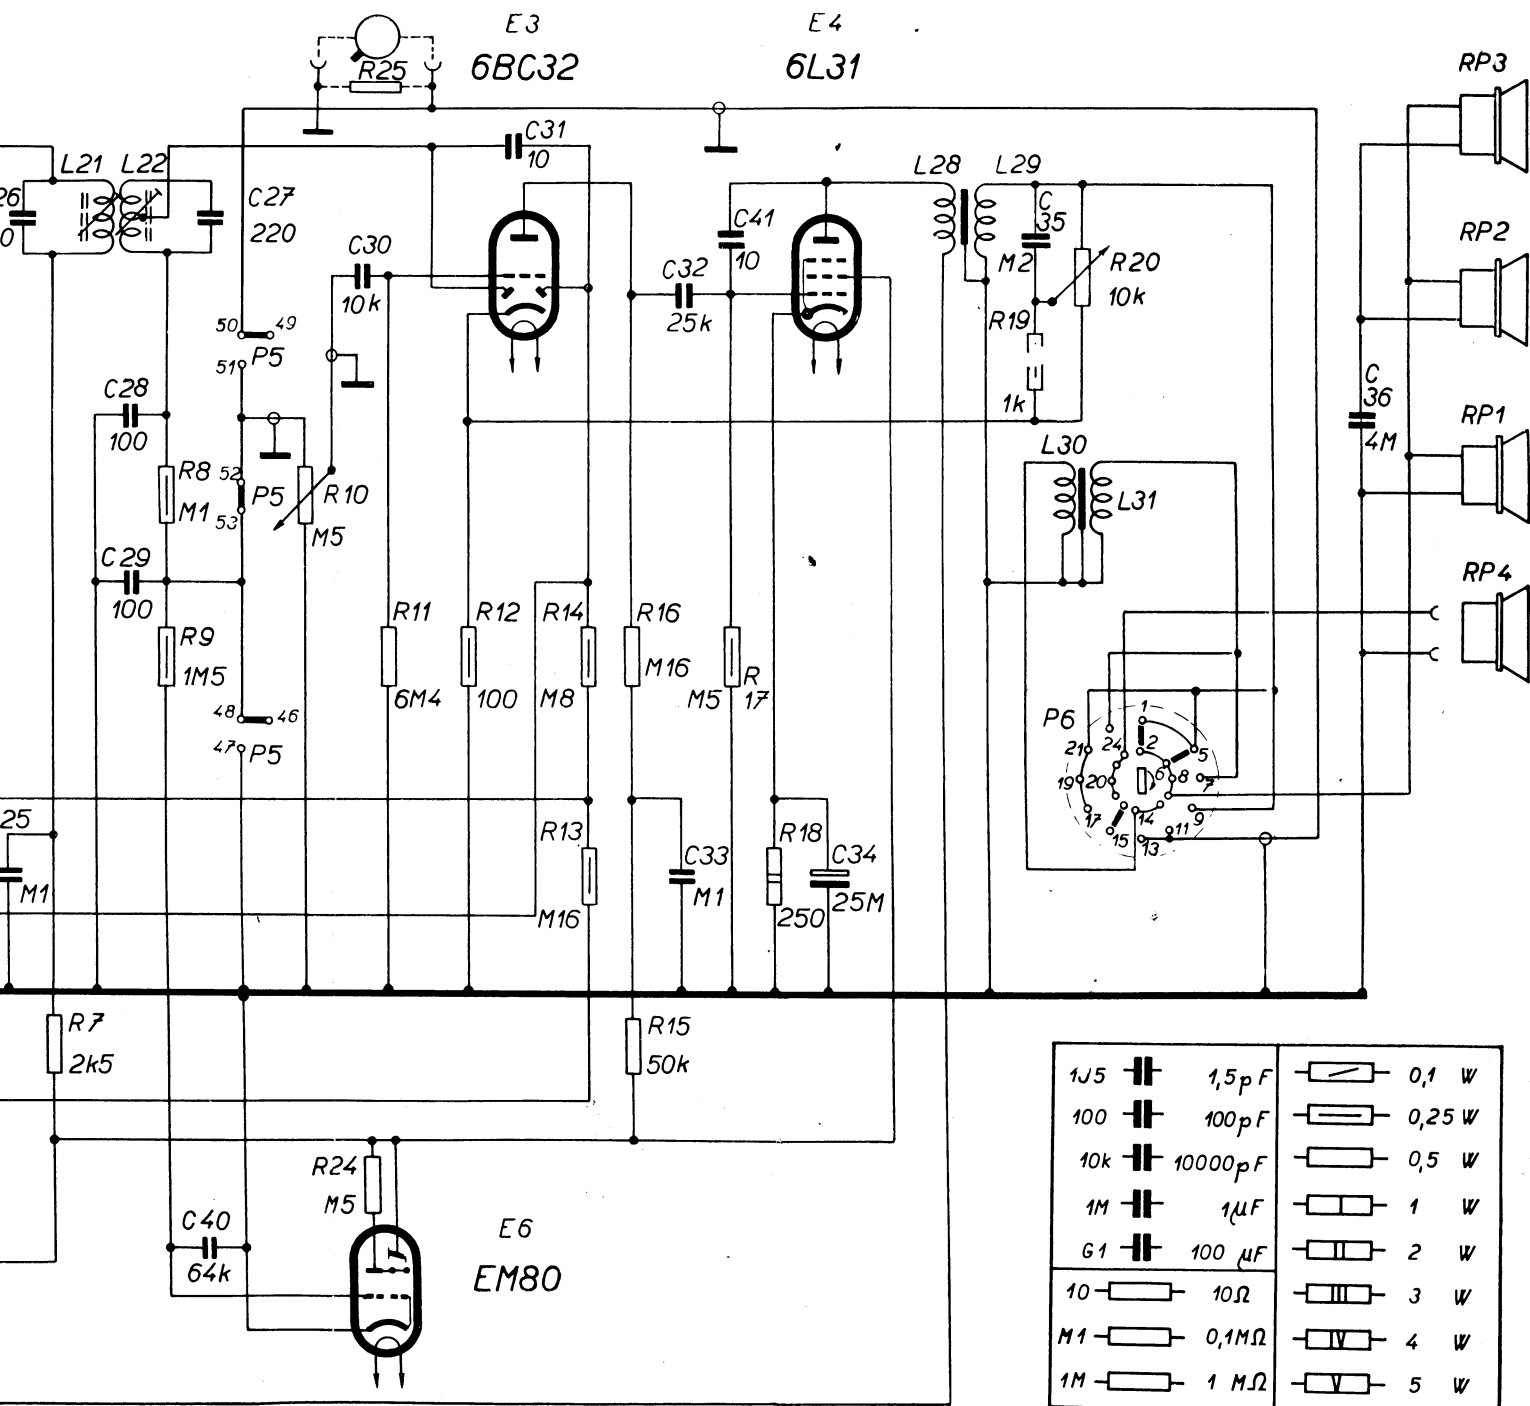 E3
6BC32
E4
6L31
RP3
R25
C31
10
L21
L22
C27
220
26
0
C30
10k
C41
10
L28
L29
C
35
M2
R20
10k
RP2
C32
25k
R19
1k
50
49
P5
51
C28
100
C
36
4M
RP1
R8
M1
52
P5
53
R10
M5
L30
L31
C29
100
R9
1M5
R11
6M4
R12
100
R14
M8
R16
M16
R
17
M5
RP4
48
46
47
P5
P6
1
2
5
21
24
6
8
7
19
20
17
14
9
15
13
11
25
M1
R13
M16
C33
M1
R18
250
C34
25M
R7
2k5
R15
50k
R24
M5
C40
64k
E6
EM80
1J5 1,5pF
100 100pF
10k 10000pF
1M 1µF
G1 100 µF
10 10Ω
M1 0,1MΩ
1M 1 MΩ
0,1 W
0,25 W
0,5 W
1 W
2 W
3 W
4 W
5 W